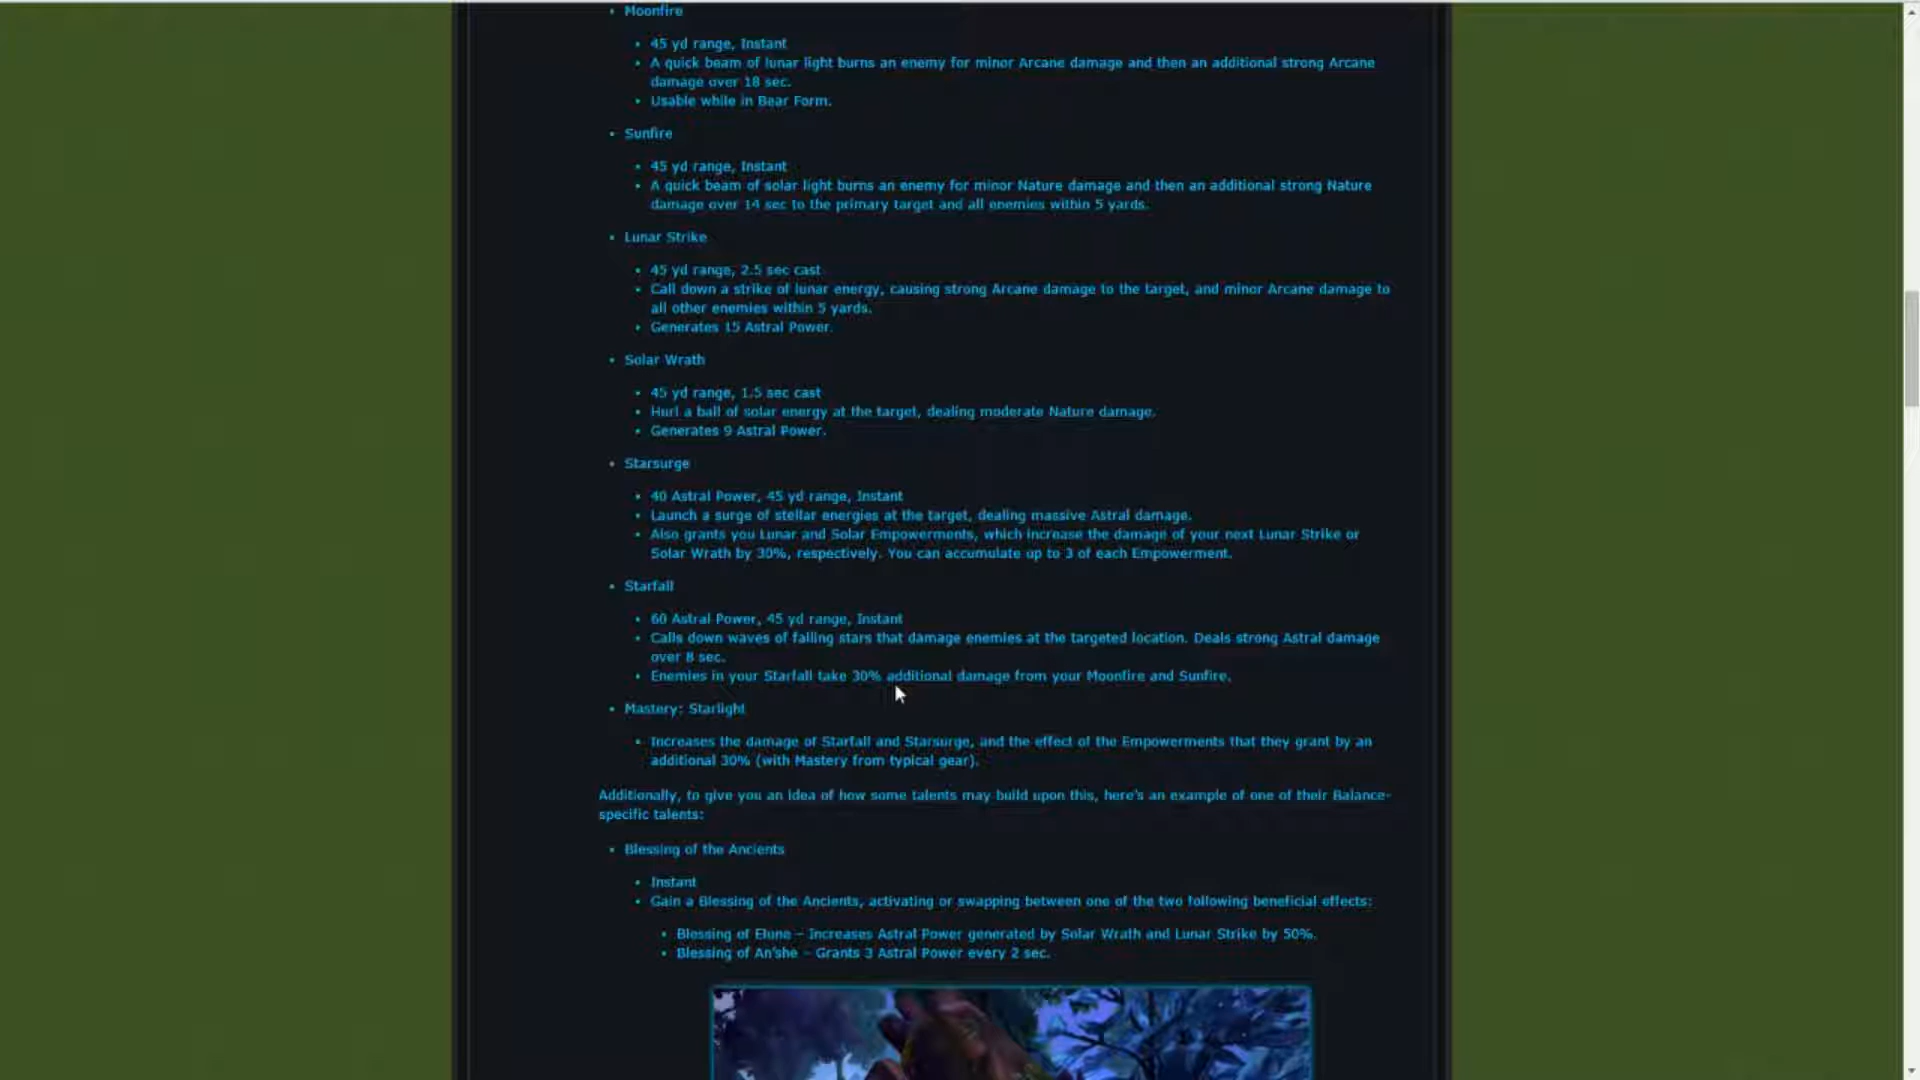 Moonfire
45 yd range, Instant
A quick beam of lunar light burns an enemy for minor Arcane damage and then an additional strong Arcane
damage over 18 sec.
Usable while in Bear Form.
Sunfire
45 yd range, Instant
A quick beam of solar light burns an enemy for minor Nature damage and then an additional strong Nature
damage over 14 sec to the primary target and all enemies within 5 yards.
Lunar Strike
45 yd range, 2.5 sec cast
Call down a strike of lunar energy, causing strong Arcane damage to the target, and minor Arcane damage to
all other enemies within 5 yards.
Generates 15 Astral Power.
Solar Wrath
45 yd range, 1.5 sec cast
Hurl a ball of solar energy at the target, dealing moderate Nature damage.
Generates 9 Astral Power.
Starsurge
40 Astral Power, 45 yd range, Instant
Launch a surge of stellar energies at the target, dealing massive Astral damage.
Also grants you Lunar and Solar Empowerments, which increase the damage of your next Lunar Strike or
Solar Wrath by 30%, respectively. You can accumulate up to 3 of each Empowerment.
Starfall
60 Astral Power, 45 yd range, Instant
Calls down waves of falling stars that damage enemies at the targeted location. Deals strong Astral damage
over 8 sec.
Enemies in your Starfall take 30% additional damage from your Moonfire and Sunfire.
Mastery: Starlight
Increases the damage of Starfall and Starsurge, and the effect of the Empowerments that they grant by an
additional 30% (with Mastery from typical gear).
Additionally, to give you an idea of how some talents may build upon this, here's an example of one of their Balance-
specific talents:
Blessing of the Ancients
Instant
Gain a Blessing of the Ancients, activating or swapping between one of the two following beneficial effects:
Blessing of Elune – Increases Astral Power generated by Solar Wrath and Lunar Strike by 50%.
Blessing of An'she – Grants 3 Astral Power every 2 sec.